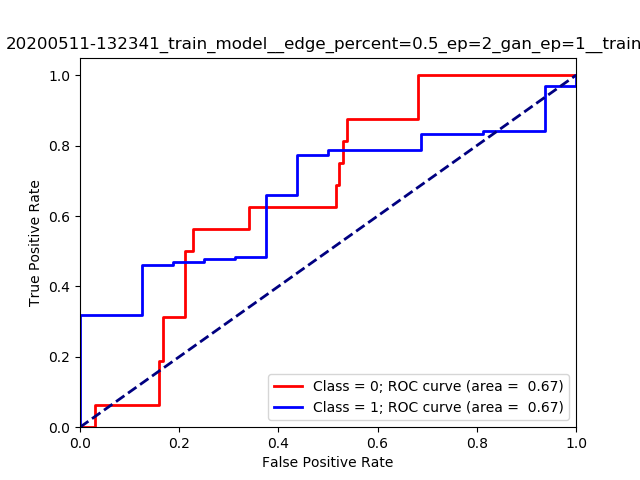 20200511-132341_train_model__edge_percent=0.5_ep=2_gan_ep=1__train
1.0
0.8
0.6
0.4
0.2
0.0
True Positive Rate
Class = 0; ROC curve (area =  0.67)
Class = 1; ROC curve (area =  0.67)
0.0 0.2 0.4 0.6 0.8 1.0
False Positive Rate